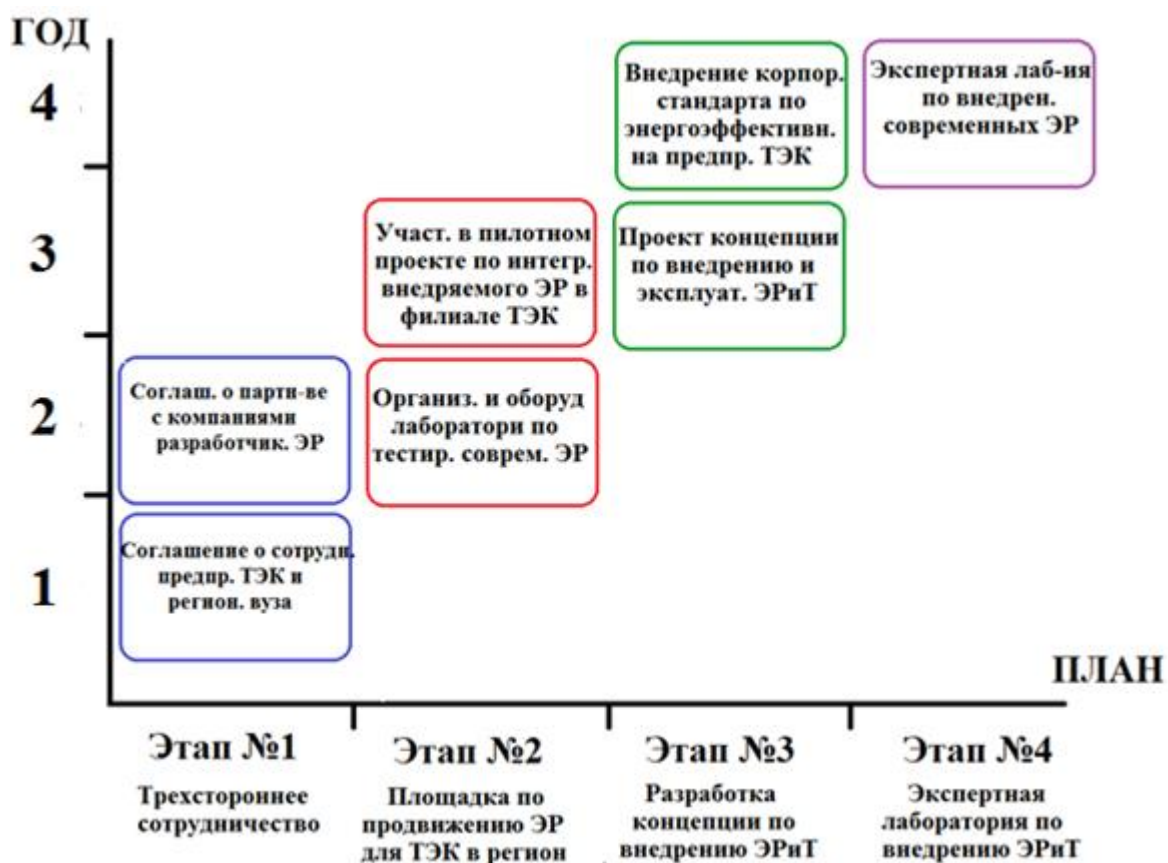 ГОД
4
Внедрение корпор.
стандарта по
энергоэффективн.
на предпр. ТЭК
Экспертная лаб-ия
по внедрен.
современных ЭР
3
Участ. в пилотном
проекте по интегр.
внедряемого ЭР в
филиале ТЭК
Проект концепции
по внедрению и
эксплуат. ЭРиТ
2
Соглаш. о партн-ве
с компаниями
разработчик. ЭР
Организ. и оборуд
лаборатори по
тестир. соврем. ЭР
1
Соглашение о сотрудн.
предпр. ТЭК и
регион. вуза
ПЛАН
Этап №1
Трехстороннее
сотрудничество
Этап №2
Площадка по
продвижению ЭР
для ТЭК в регион
Этап №3
Разработка
концепции по
внедрению ЭРиТ
Этап №4
Экспертная
лаборатория по
внедрению ЭРиТ